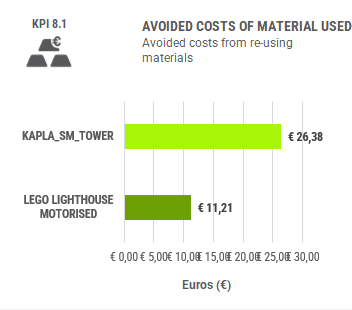 KPI 8.1
€
AVOIDED COSTS OF MATERIAL USED
Avoided costs from re-using
materials
KAPLA_SM_TOWER
€ 26,38
LEGO LIGHTHOUSE
MOTORISED
€ 11,21
€ 0,00 € 5,00 € 10,00 € 15,00 € 20,00 € 25,00 € 30,00
Euros (€)